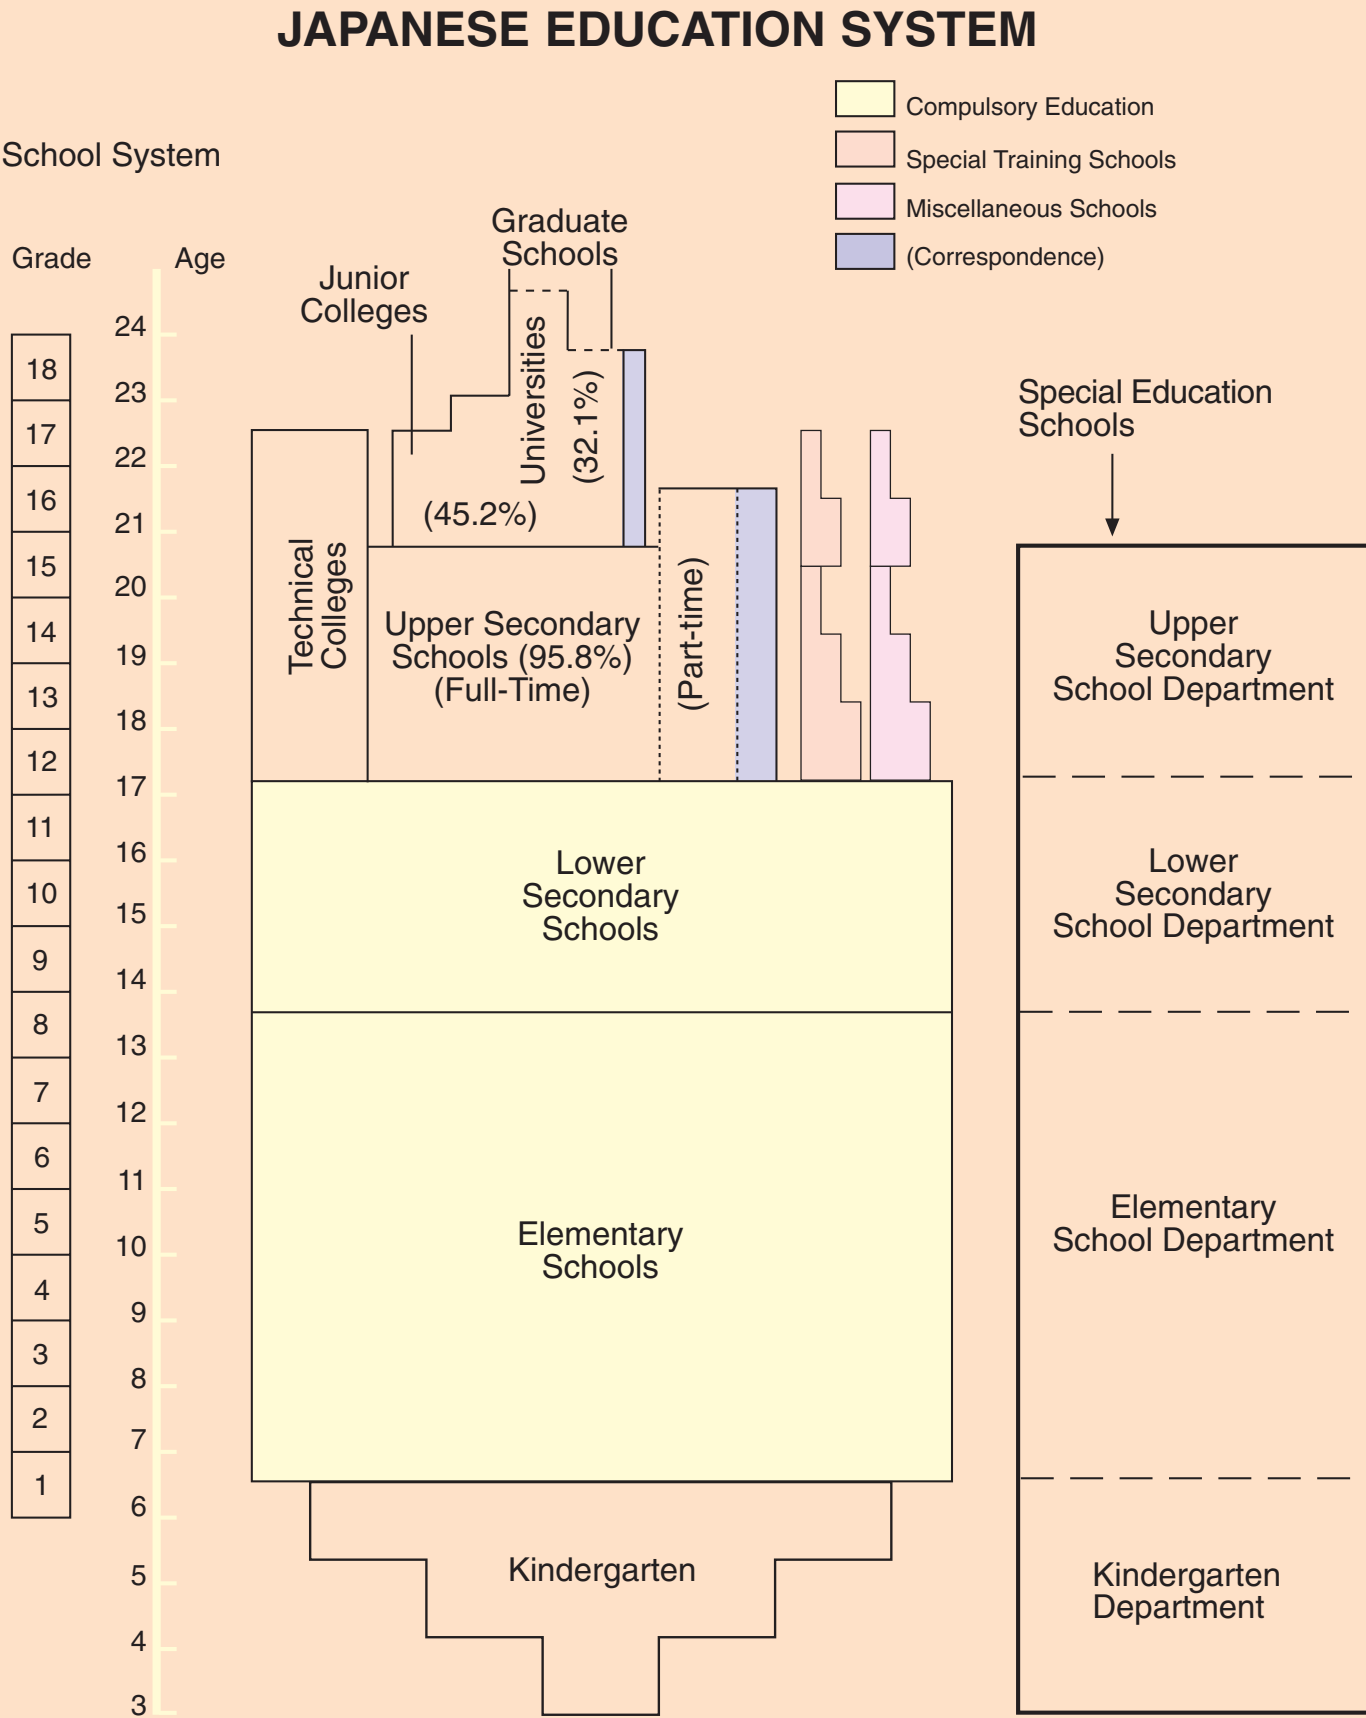 JAPANESE EDUCATION SYSTEM
Compulsory Education
Special Training Schools
Miscellaneous Schools
(Correspondence)
School System
Grade
Age
18
17
16
15
14
13
12
11
10
9
8
7
6
5
4
3
2
1
24
23
22
21
20
19
18
17
16
15
14
13
12
11
10
9
8
7
6
5
4
3
Junior
Colleges
Graduate
Schools
Universities
(32.1%)
(45.2%)
Technical
Colleges
Upper Secondary
Schools (95.8%)
(Full-Time)
(Part-time)
Lower
Secondary
Schools
Elementary
Schools
Kindergarten
Special Education
Schools
Upper
Secondary
School Department
Lower
Secondary
School Department
Elementary
School Department
Kindergarten
Department